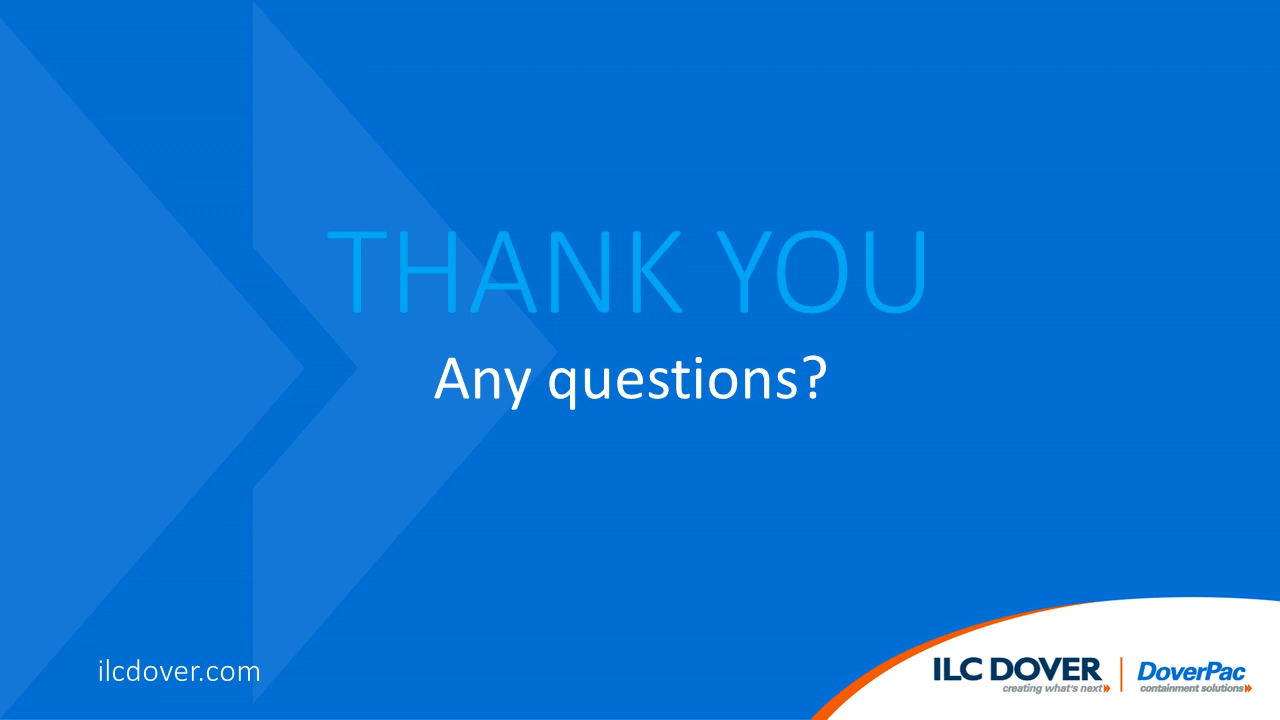 THANK YOU
Any questions?
ilcdover.com
ILC DOVER
creating what's next
DoverPac
containment solutions